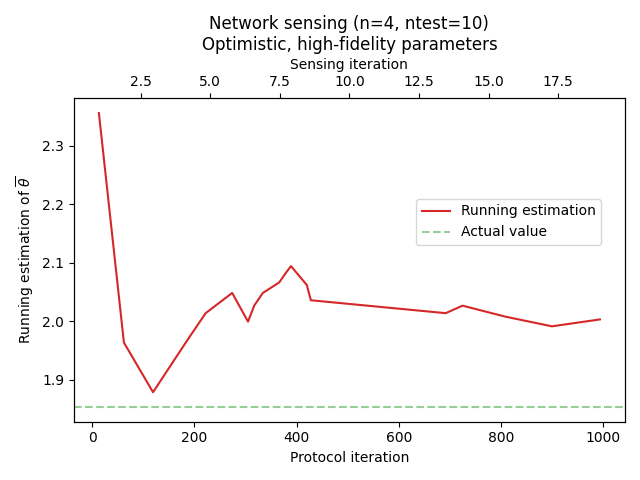 Network sensing (n=4, ntest=10)
Optimistic, high-fidelity parameters
Sensing iteration
2.5 5.0 7.5 10.0 12.5 15.0 17.5
2.3
2.2
2.1
2.0
1.9
Running estimation of θ̅
Running estimation
Actual value
0 200 400 600 800 1000
Protocol iteration